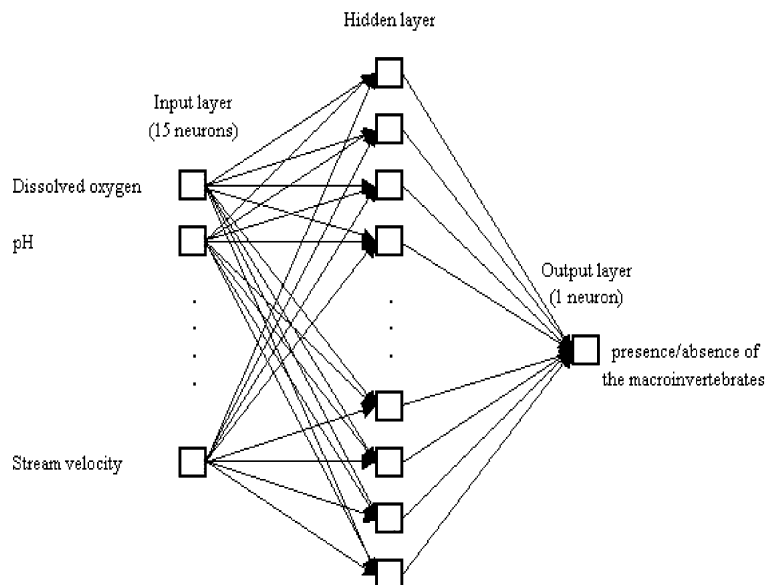 Hidden layer
Input layer
(15 neurons)
Dissolved oxygen
pH
Output layer
(1 neuron)
presence/absence of
the macroinvertebrates
Stream velocity